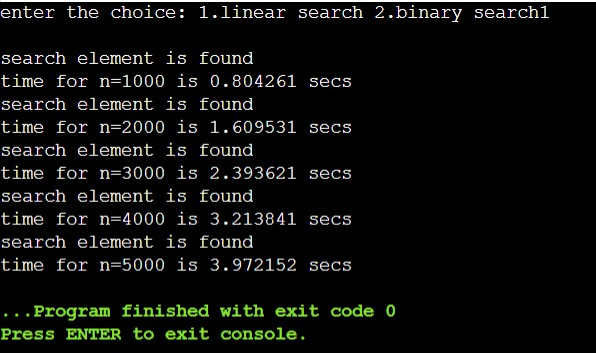 enter the choice: 1.linear search 2.binary search1
search element is found
time for n=1000 is 0.804261 secs
search element is found
time for n=2000 is 1.609531 secs
search element is found
time for n=3000 is 2.393621 secs
search element is found
time for n=4000 is 3.213841 secs
search element is found
time for n=5000 is 3.972152 secs
...Program finished with exit code 0
Press ENTER to exit console.